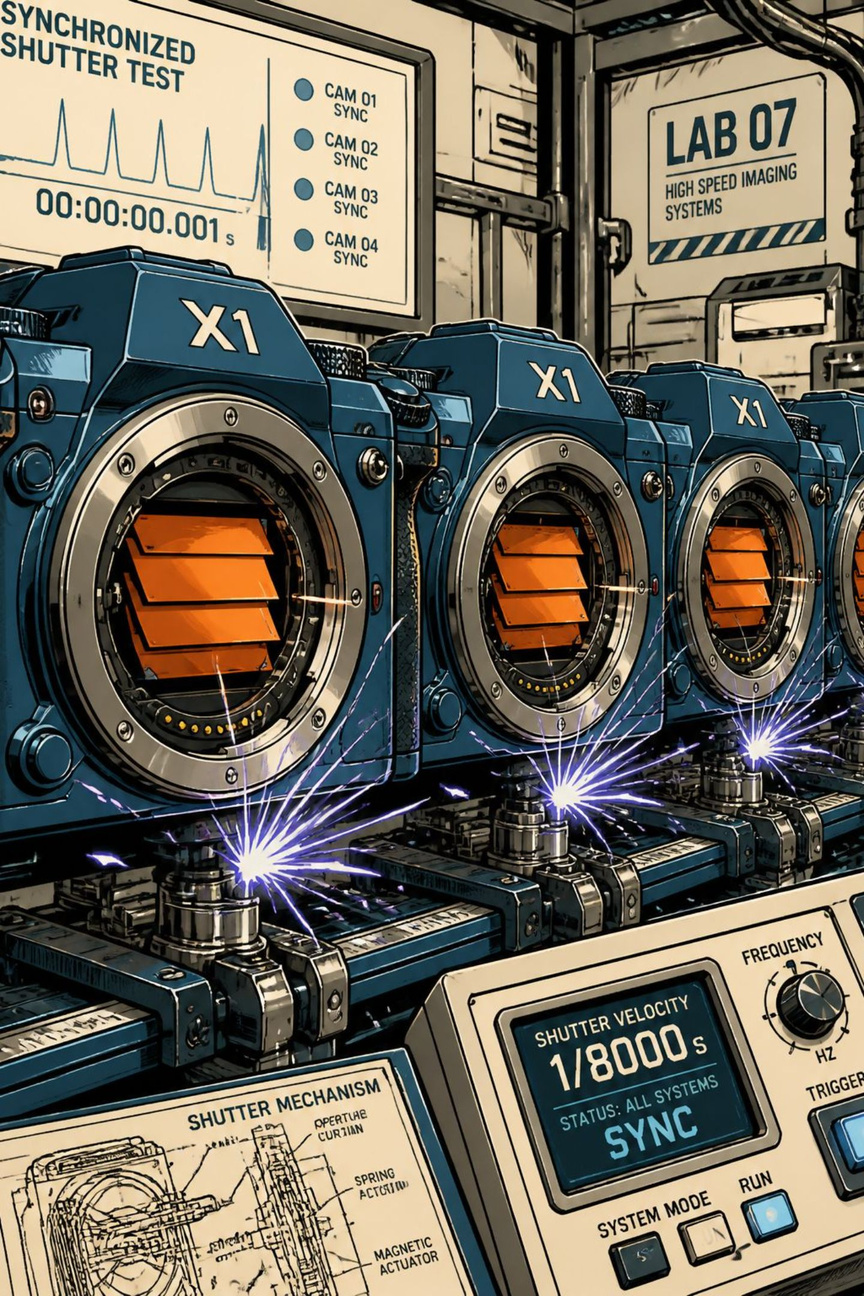 SYNCHRONIZED
SHUTTER TEST
00:00:00.001 s
CAM 01
SYNC
CAM 02
SYNC
CAM 03
SYNC
CAM 04
SYNC
LAB 07
HIGH SPEED IMAGING
SYSTEMS
X1
X1
X1
SHUTTER VELOCITY
1/8000 s
STATUS: ALL SYSTEMS
SYNC
FREQUENCY
HZ
TRIGGER
SYSTEM MODE
RUN
SHUTTER MECHANISM
SPRING
MAGNETIC
ACTUATOR